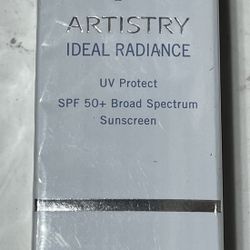 ARTISTRY
IDEAL RADIANCE
UV Protect
SPF 50+ Broad Spectrum
Sunscreen